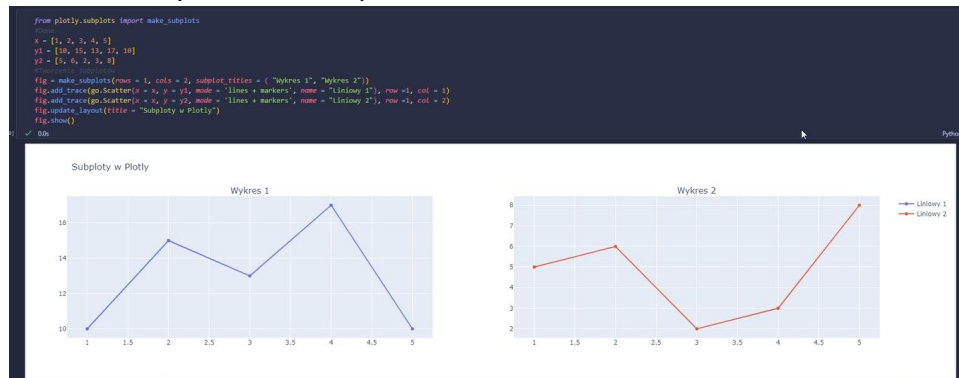 from plotly.subplots import make_subplots
#Dane
x = [1, 2, 3, 4, 5]
y1 = [10, 15, 13, 17, 10]
y2 = [5, 6, 2, 3, 8]
#Tworzenie subplotów
fig = make_subplots(rows = 1, cols = 2, subplot_titles = ( "Wykres 1", "Wykres 2"))
fig.add_trace(go.Scatter(x = x, y = y1, mode = 'lines + markers', name = "Liniowy 1"), row =1, col = 1)
fig.add_trace(go.Scatter(x = x, y = y2, mode = 'lines + markers', name = "Liniowy 2"), row =1, col = 2)
fig.update_layout(title = "Subploty w Plotly")
fig.show()
✓ 0.0s
Pytho
Subploty w Plotly
Wykres 1
16
14
12
10
1 1.5 2 2.5 3 3.5 4 4.5 5
Wykres 2
8
7
6
5
4
3
2
1 1.5 2 2.5 3 3.5 4 4.5 5
Liniowy 1
Liniowy 2